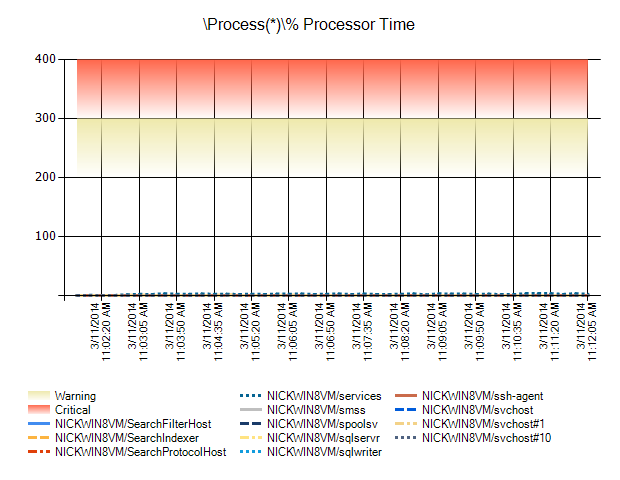 \Process(*)\% Processor Time
400
300
200
100
3/11/2014 11:02:20 AM
3/11/2014 11:03:05 AM
3/11/2014 11:03:50 AM
3/11/2014 11:04:35 AM
3/11/2014 11:05:20 AM
3/11/2014 11:06:05 AM
3/11/2014 11:06:50 AM
3/11/2014 11:07:35 AM
3/11/2014 11:08:20 AM
3/11/2014 11:09:05 AM
3/11/2014 11:09:50 AM
3/11/2014 11:10:35 AM
3/11/2014 11:11:20 AM
3/11/2014 11:12:05 AM
Warning
Critical
NICKWIN8VM/SearchFilterHost
NICKWIN8VM/SearchIndexer
NICKWIN8VM/SearchProtocolHost
NICKWIN8VM/services
NICKWIN8VM/smss
NICKWIN8VM/spoolsv
NICKWIN8VM/sqlservr
NICKWIN8VM/sqlwriter
NICKWIN8VM/ssh-agent
NICKWIN8VM/svchost
NICKWIN8VM/svchost#1
NICKWIN8VM/svchost#10